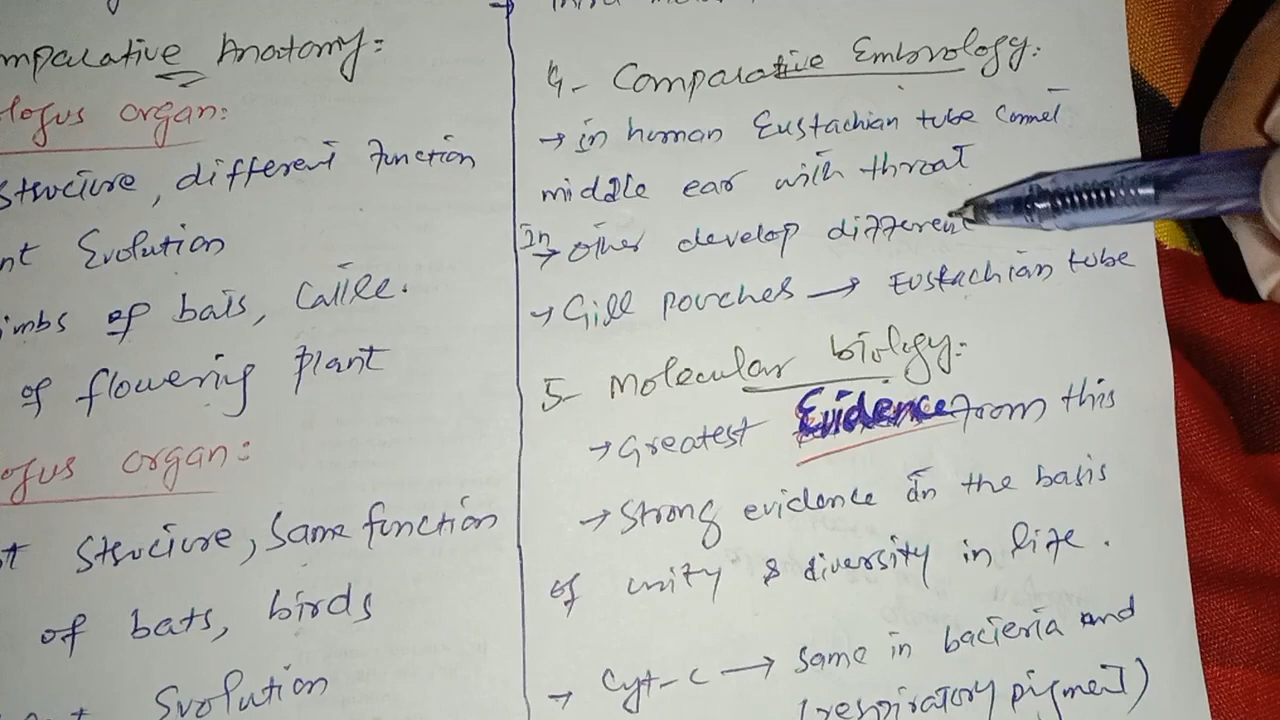 mparative Anatomy:
logus organ:
structure, different function
nt Evolution
imbs of bats, Cattle.
of flowering plant
ogus organ:
t structure, Same function
of bats, birds
Evolution
4- Comparative Embrology:
→ in human Eustachian tube connet
middle ear with throat
In → other develop different
→ Gill pouches → Eustachian tube
5- Molecular biology:
→ Greatest Evidence from this
→ Strong evidence in the basis
of unity & diversity in life.
→ Cyt-c → same in bacteria and
(respiratory pigment)